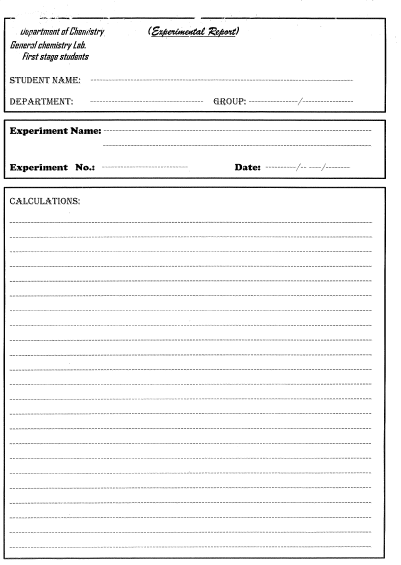 Department of Chemistry
(Experimental Report)
General chemistry Lab.
First stage students
STUDENT NAME:
DEPARTMENT: GROUP: /
Experiment Name:
Experiment No.: Date: / /
CALCULATIONS: